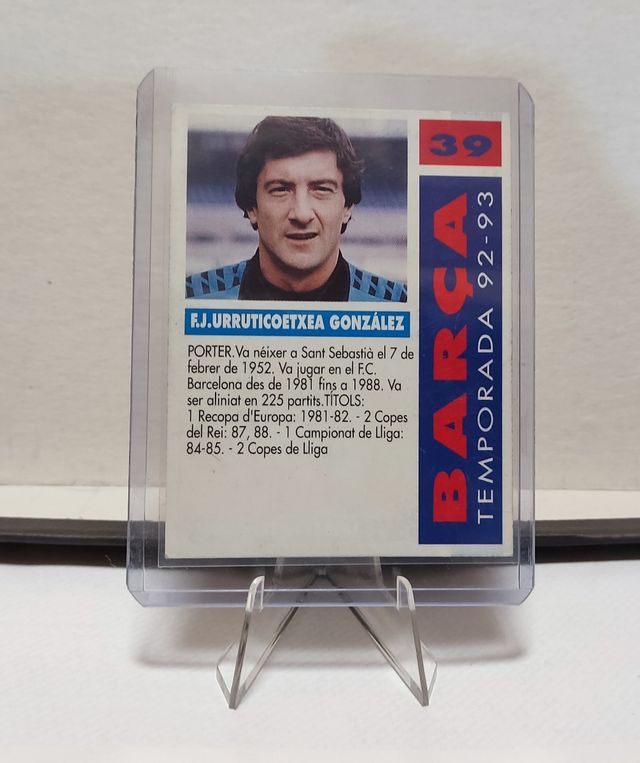 39
BARÇA
TEMPORADA 92-93
F.J.URRUTICOETXEA GONZÁLEZ
PORTER.Va néixer a Sant Sebastià el 7 de
febrer de 1952. Va jugar en el F.C.
Barcelona des de 1981 fins a 1988. Va
ser aliniat en 225 partits.TÍTOLS:
1 Recopa d'Europa: 1981-82. - 2 Copes
del Rei: 87, 88. - 1 Campionat de Lliga:
84-85. - 2 Copes de Lliga